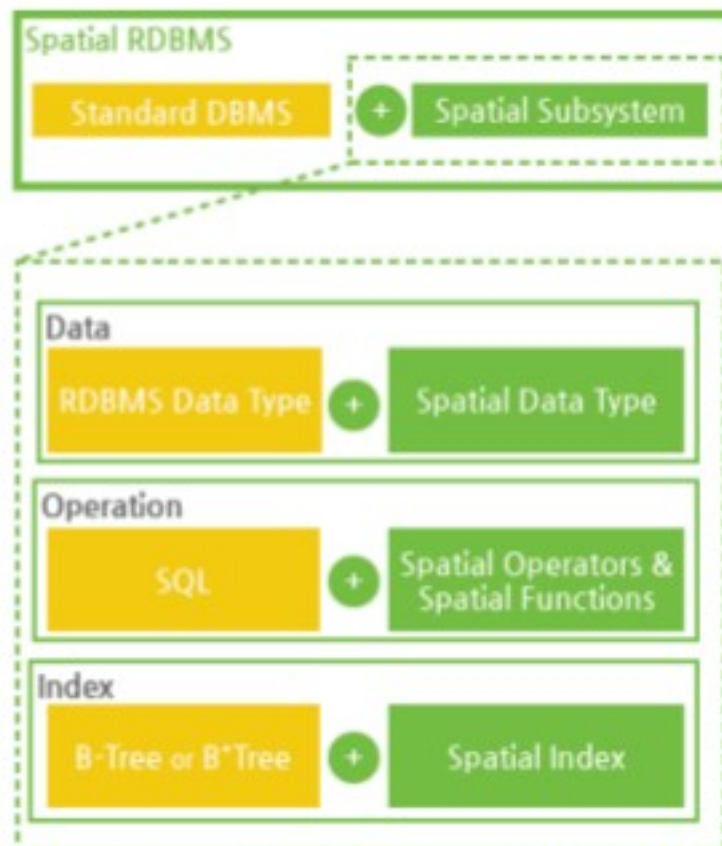 Spatial RDBMS
Standard DBMS + Spatial Subsystem
Data
RDBMS Data Type + Spatial Data Type
Operation
SQL + Spatial Operators &
Spatial Functions
Index
B-Tree or B*Tree + Spatial Index